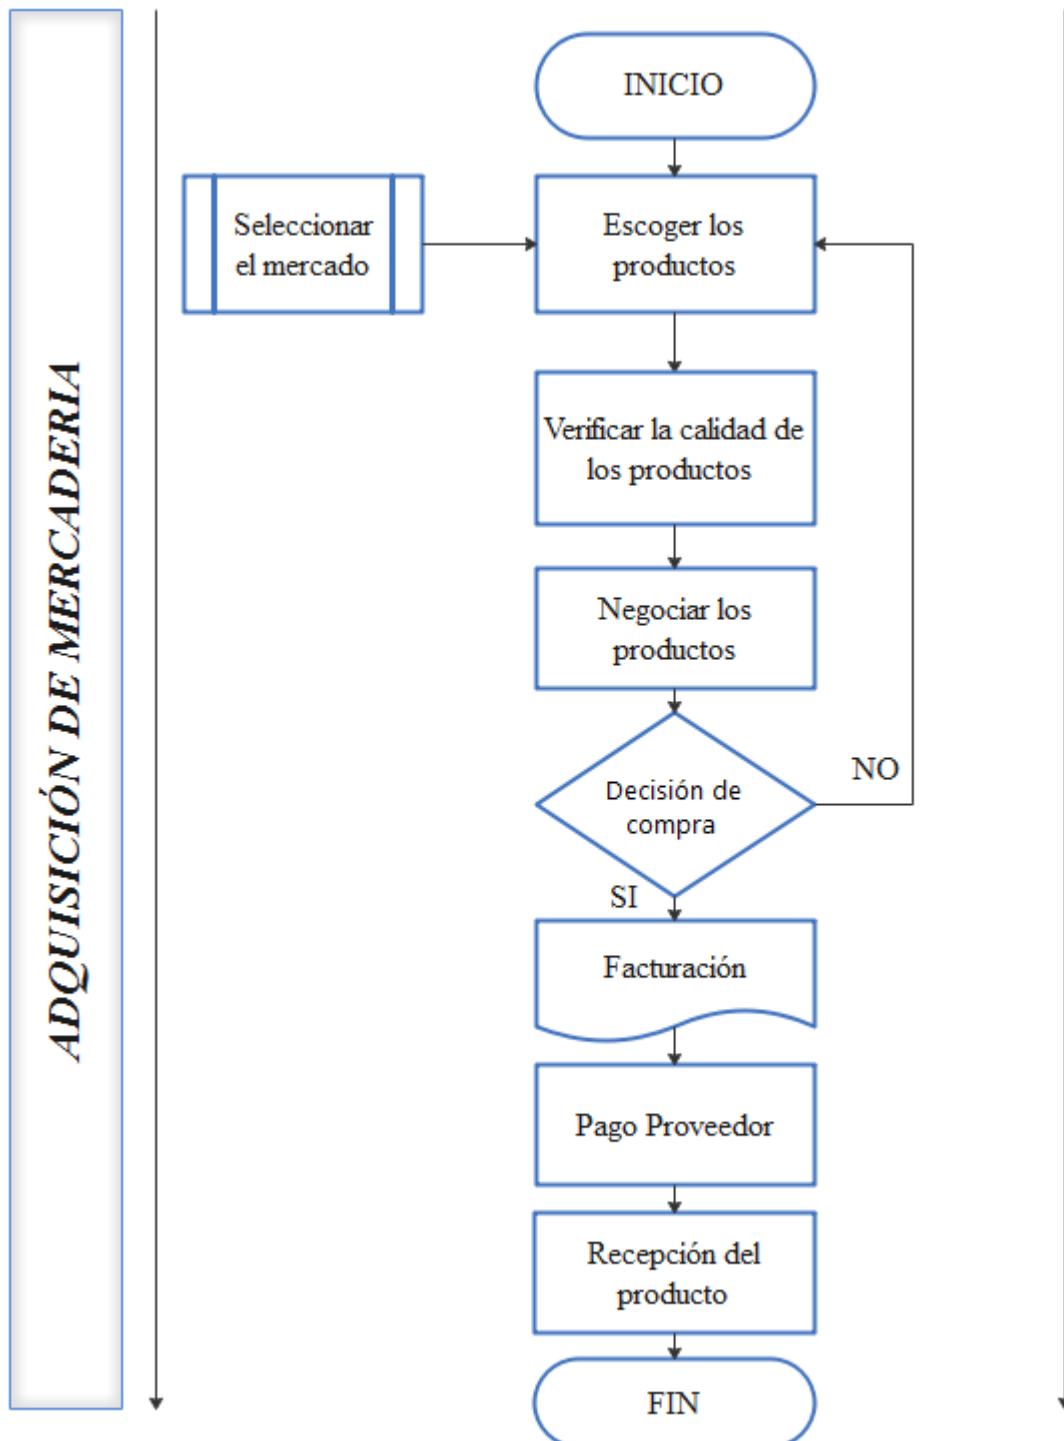 ADQUISICIÓN DE MERCADERIA
INICIO
Seleccionar
el mercado
Escoger los
productos
Verificar la calidad de
los productos
Negociar los
productos
Decisión de
compra
NO
SI
Facturación
Pago Proveedor
Recepción del
producto
FIN